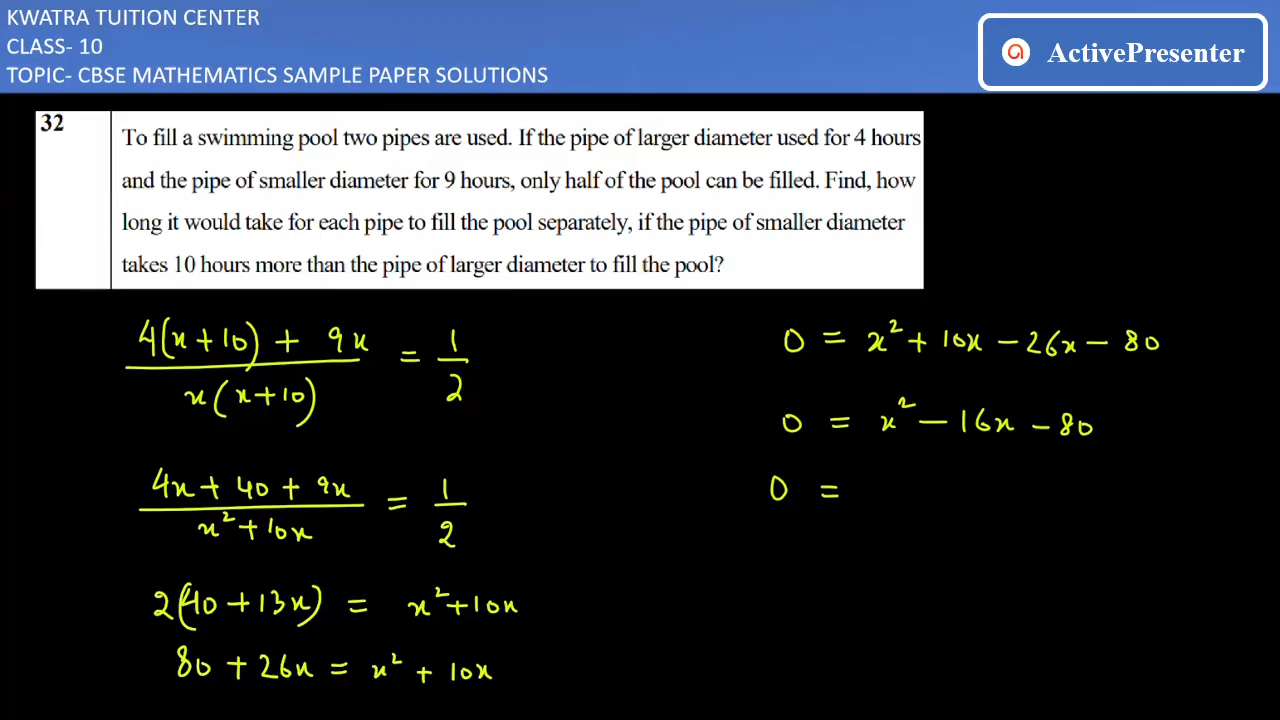 KWATRA TUITION CENTER
CLASS- 10
TOPIC- CBSE MATHEMATICS SAMPLE PAPER SOLUTIONS
ActivePresenter
32
To fill a swimming pool two pipes are used. If the pipe of larger diameter used for 4 hours
and the pipe of smaller diameter for 9 hours, only half of the pool can be filled. Find, how
long it would take for each pipe to fill the pool separately, if the pipe of smaller diameter
takes 10 hours more than the pipe of larger diameter to fill the pool?
4(x+10) + 9x / x(x+10) = 1/2
4x + 40 + 9x / x²+10x = 1/2
2(40+13x) = x²+10x
80 + 26x = x² + 10x
0 = x² + 10x - 26x - 80
0 = x² - 16x - 80
0 =